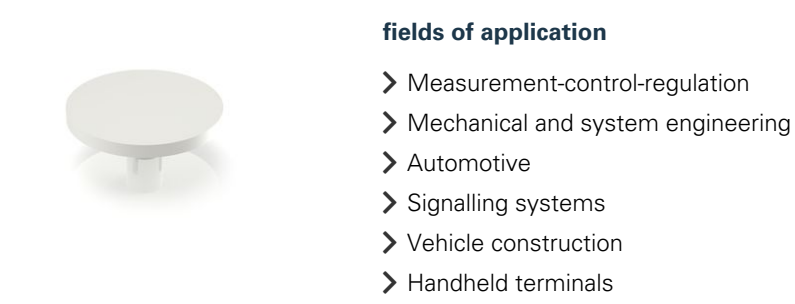 fields of application
Measurement-control-regulation
Mechanical and system engineering
Automotive
Signalling systems
Vehicle construction
Handheld terminals